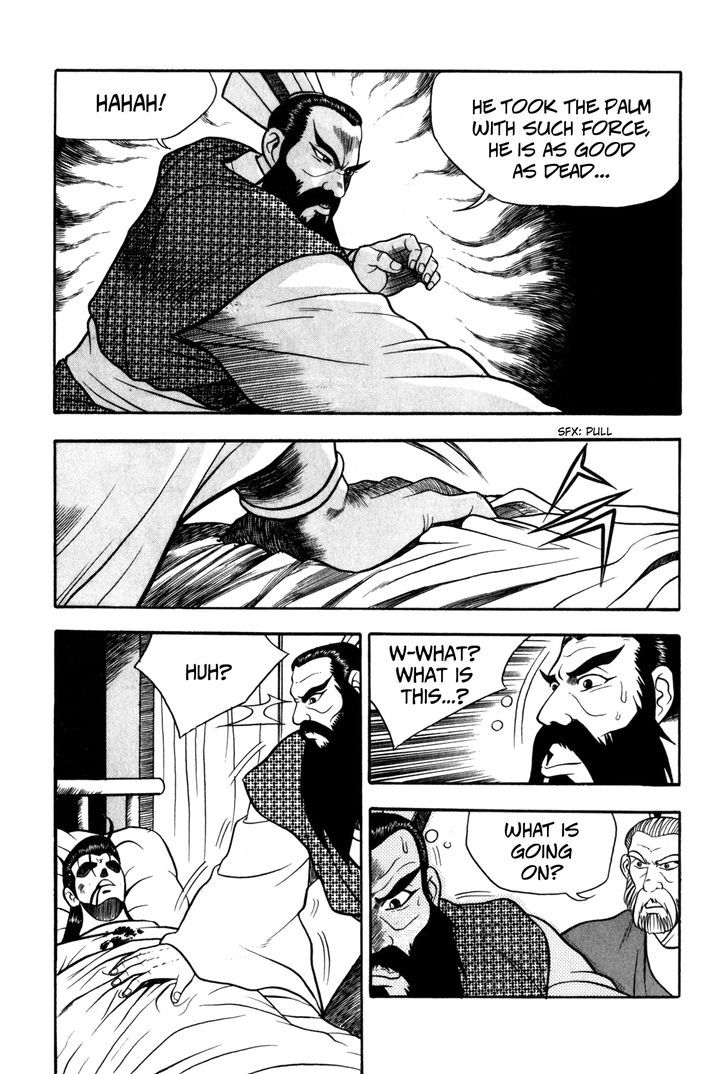 HAHAH!
HE TOOK THE PALM
WITH SUCH FORCE,
HE IS AS GOOD
AS DEAD...
SFX: PULL
HUH?
W-WHAT?
WHAT IS
THIS...?
WHAT IS
GOING
ON?